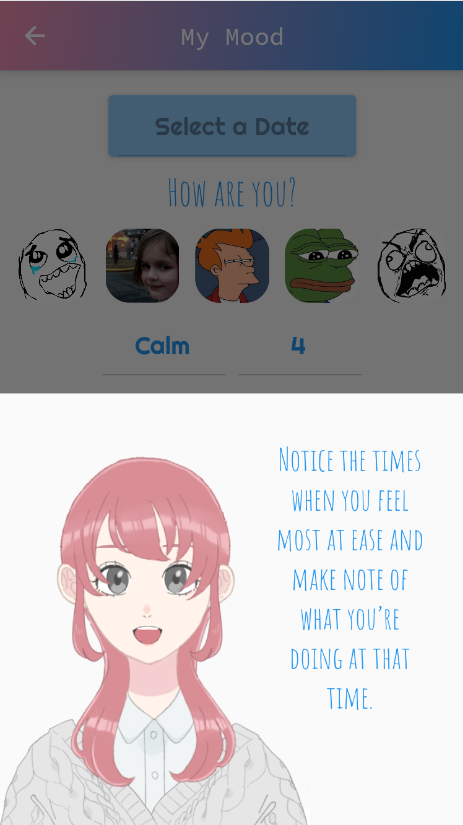 My Mood
Select a Date
How are you?
Calm
4
Notice the times
when you feel
most at ease and
make note of
what you're
doing at that
time.